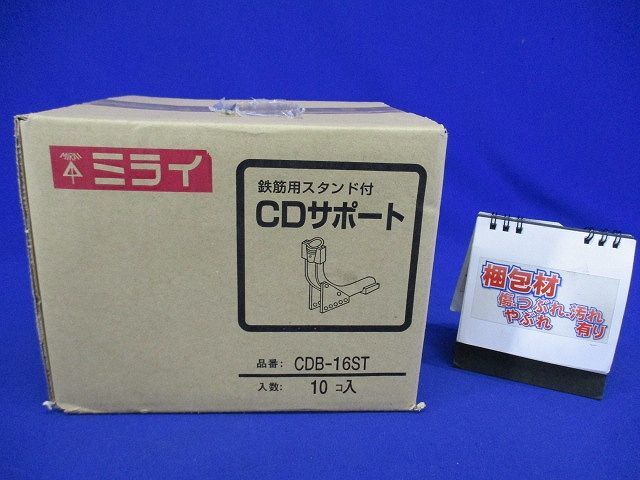 MIRAI
ミライ
鉄筋用スタンド付
CDサポート
品番: CDB-16ST
入数: 10コ入
梱包材
傷つぶれ汚れ
やぶれ 有り